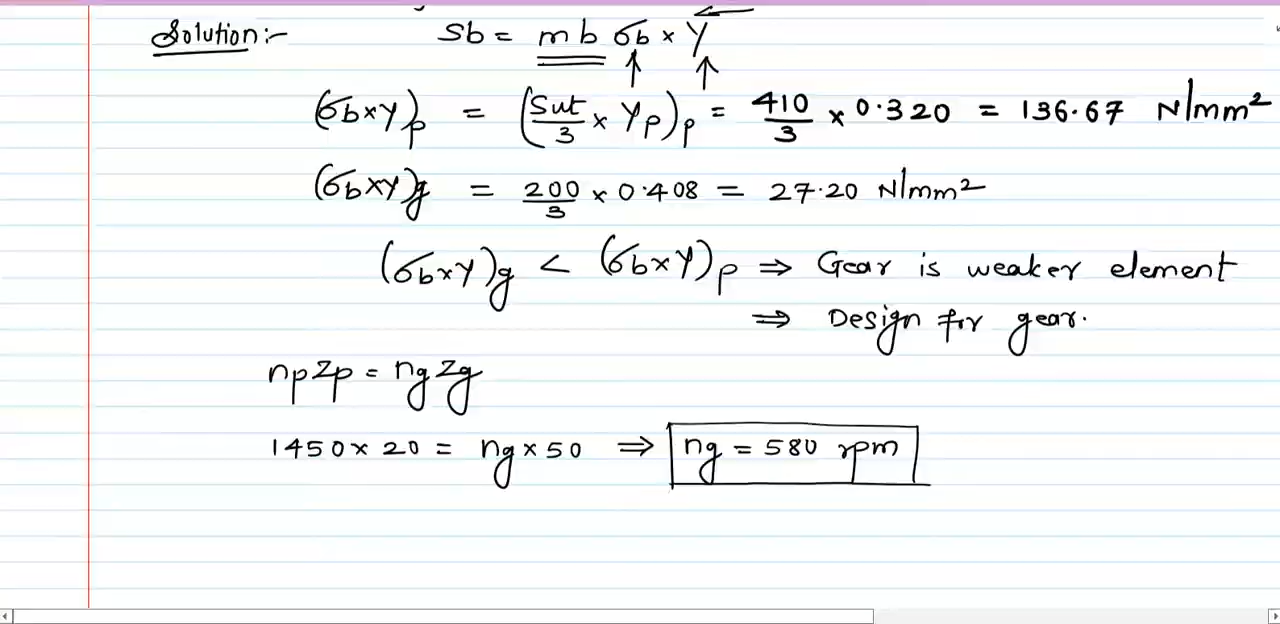 Solution:- Sb = m b σb × Y
(σb×Y)p = (Sut/3 × Yp)p = 410/3 × 0.320 = 136.67 N/mm²
(σb×Y)g = 200/3 × 0.408 = 27.20 N/mm²
(σb×Y)g < (σb×Y)p ⇒ Gear is weaker element
⇒ Design for gear.
npzp = ngzg
1450 × 20 = ng × 50 ⇒ ng = 580 rpm